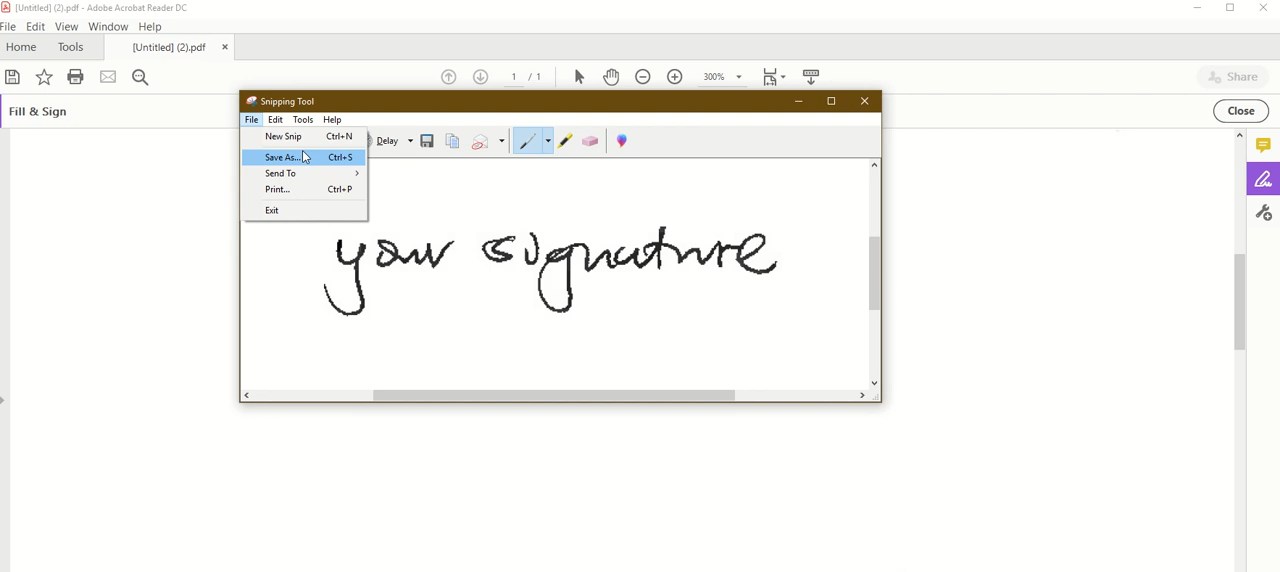 [Untitled] (2).pdf - Adobe Acrobat Reader DC
File Edit View Window Help
Home Tools [Untitled] (2).pdf ×
1 / 1 300% Share
Fill & Sign Close
Snipping Tool
File Edit Tools Help
New Snip Ctrl+N
Delay
Save As... Ctrl+S
Send To
Print... Ctrl+P
Exit
your signature